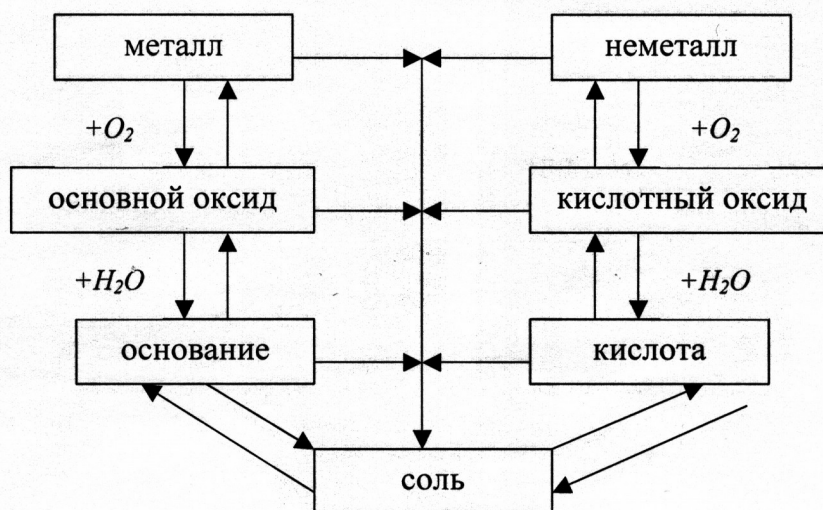 металл
неметалл
+O₂
+O₂
основной оксид
кислотный оксид
+H₂O
+H₂O
основание
кислота
соль